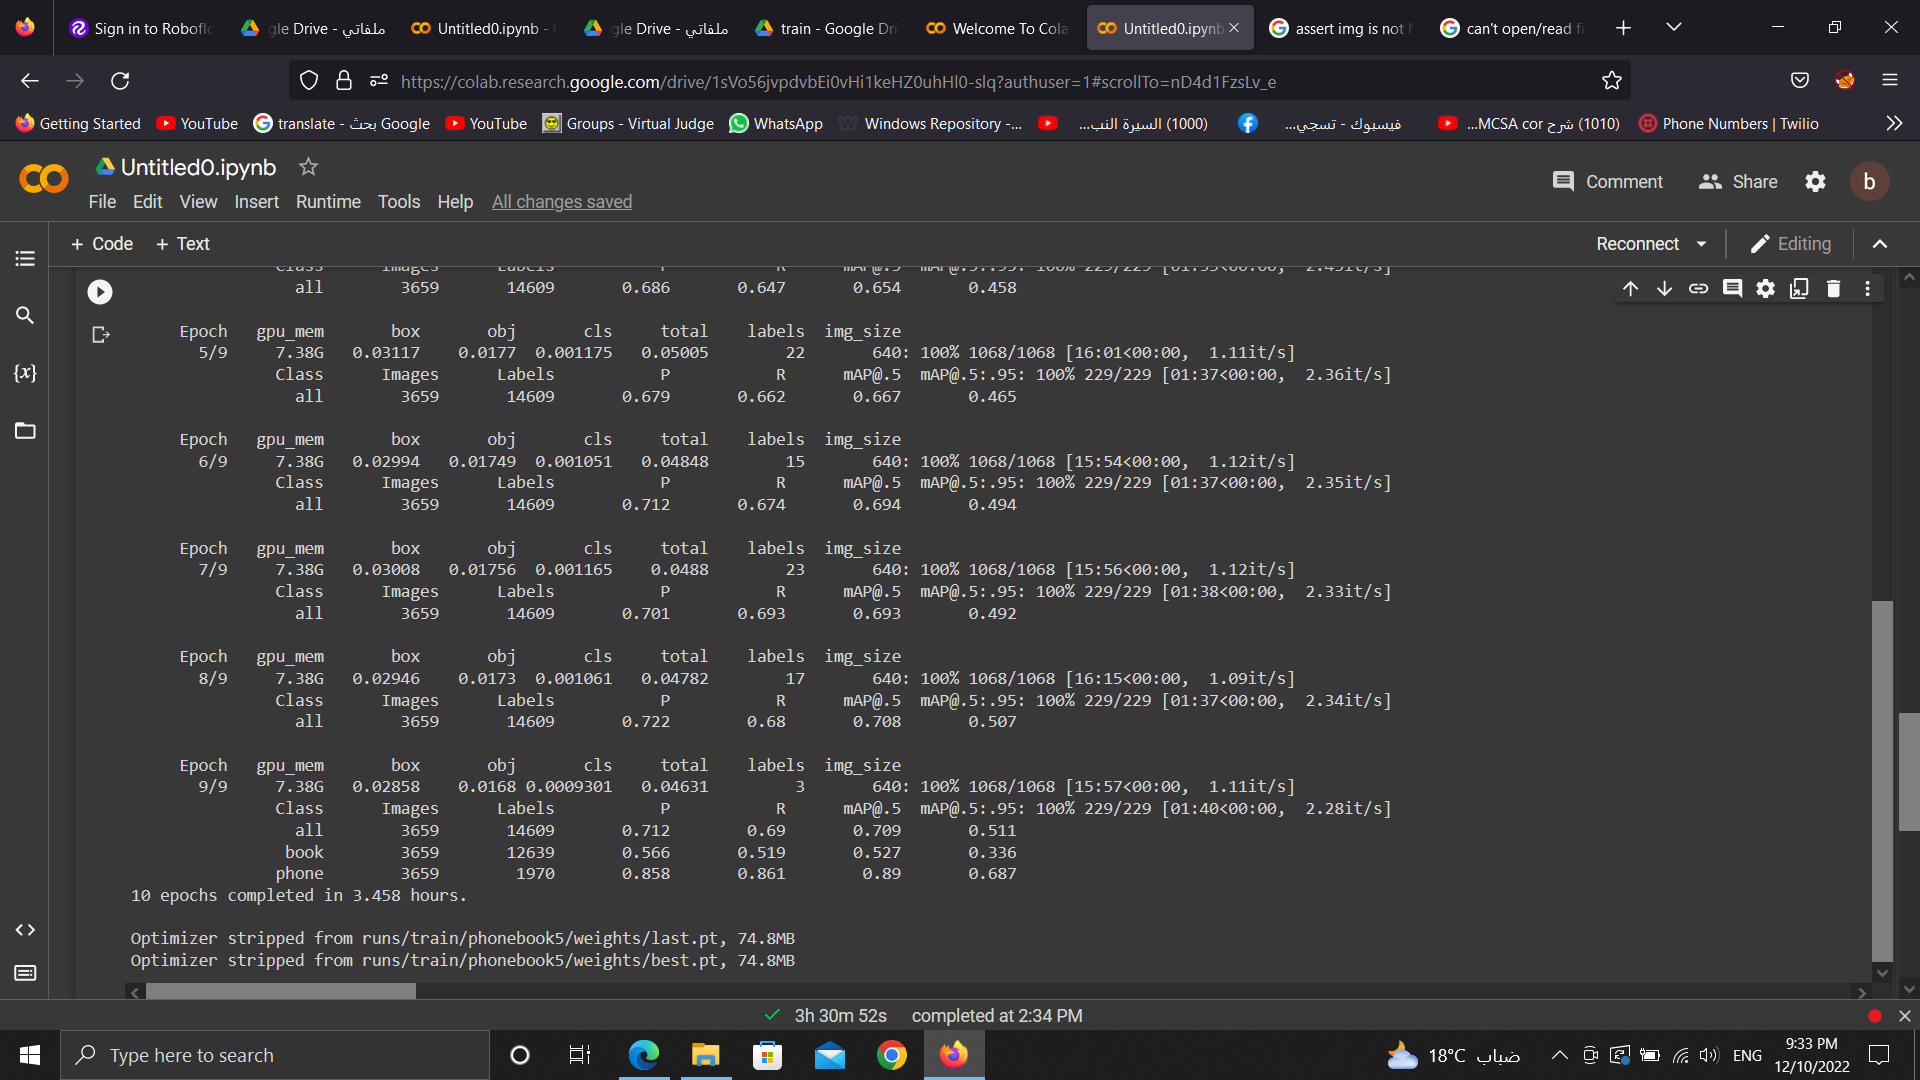 Sign in to Roboflo
gle Drive - ملفاتي
Untitled0.ipynb -
gle Drive - ملفاتي
train - Google Dri
Welcome To Cola
Untitled0.ipynb
assert img is not
can't open/read fi
https://colab.research.google.com/drive/1sVo56jvpdvbEi0vHi1keHZ0uhHl0-slq?authuser=1#scrollTo=nD4d1FzsLv_e
Getting Started
YouTube
translate - بحث Google
YouTube
Groups - Virtual Judge
WhatsApp
Windows Repository -...
(1000) السيرة النب...
فيسبوك - تسجي...
(1010) شرح MCSA cor...
Phone Numbers | Twilio
Untitled0.ipynb
Comment
Share
b
File Edit View Insert Runtime Tools Help All changes saved
+ Code + Text
Reconnect
Editing
Class Images Labels P R mAP@.5 mAP@.5:.95: 100% 229/229
all 3659 14609 0.686 0.647 0.654 0.458
Epoch gpu_mem box obj cls total labels img_size
5/9 7.38G 0.03117 0.0177 0.001175 0.05005 22 640: 100% 1068/1068 [16:01<00:00, 1.11it/s]
Class Images Labels P R mAP@.5 mAP@.5:.95: 100% 229/229 [01:37<00:00, 2.36it/s]
all 3659 14609 0.679 0.662 0.667 0.465
Epoch gpu_mem box obj cls total labels img_size
6/9 7.38G 0.02994 0.01749 0.001051 0.04848 15 640: 100% 1068/1068 [15:54<00:00, 1.12it/s]
Class Images Labels P R mAP@.5 mAP@.5:.95: 100% 229/229 [01:37<00:00, 2.35it/s]
all 3659 14609 0.712 0.674 0.694 0.494
Epoch gpu_mem box obj cls total labels img_size
7/9 7.38G 0.03008 0.01756 0.001165 0.0488 23 640: 100% 1068/1068 [15:56<00:00, 1.12it/s]
Class Images Labels P R mAP@.5 mAP@.5:.95: 100% 229/229 [01:38<00:00, 2.33it/s]
all 3659 14609 0.701 0.693 0.693 0.492
Epoch gpu_mem box obj cls total labels img_size
8/9 7.38G 0.02946 0.0173 0.001061 0.04782 17 640: 100% 1068/1068 [16:15<00:00, 1.09it/s]
Class Images Labels P R mAP@.5 mAP@.5:.95: 100% 229/229 [01:37<00:00, 2.34it/s]
all 3659 14609 0.722 0.68 0.708 0.507
Epoch gpu_mem box obj cls total labels img_size
9/9 7.38G 0.02858 0.0168 0.0009301 0.04631 3 640: 100% 1068/1068 [15:57<00:00, 1.11it/s]
Class Images Labels P R mAP@.5 mAP@.5:.95: 100% 229/229 [01:40<00:00, 2.28it/s]
all 3659 14609 0.712 0.69 0.709 0.511
book 3659 12639 0.566 0.519 0.527 0.336
phone 3659 1970 0.858 0.861 0.89 0.687
10 epochs completed in 3.458 hours.
Optimizer stripped from runs/train/phonebook5/weights/last.pt, 74.8MB
Optimizer stripped from runs/train/phonebook5/weights/best.pt, 74.8MB
3h 30m 52s completed at 2:34 PM
Type here to search
18°C ضباب
ENG
9:33 PM
12/10/2022